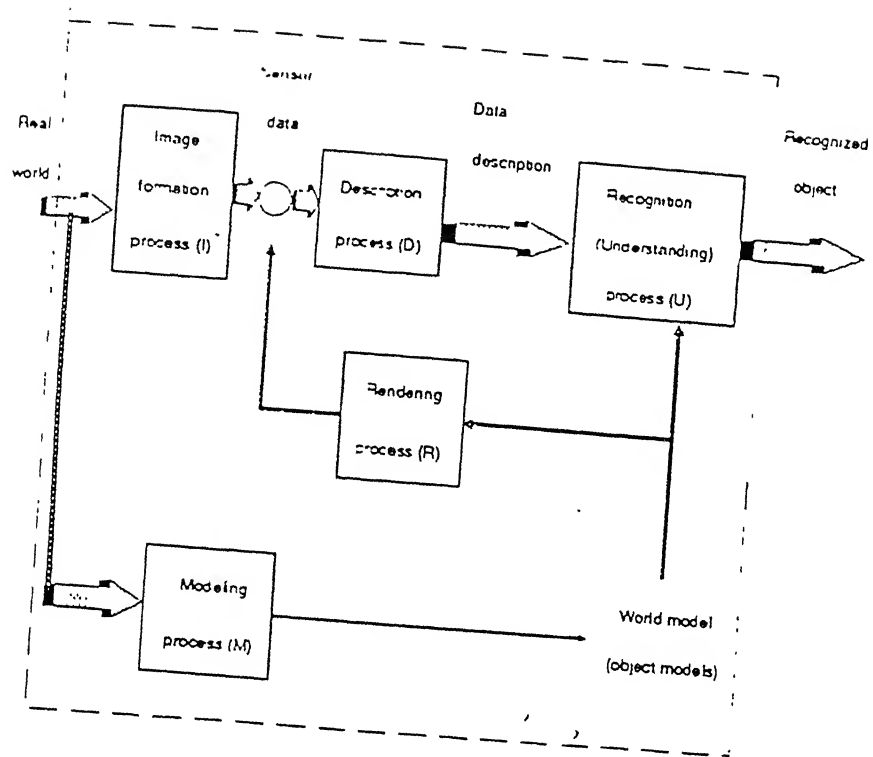 Real
world
Image
formation
process (I)
data
Description
process (D)
Data
description
Recognition
(Understanding)
process (U)
Recognized
object
Rendering
process (R)
Modeling
process (M)
World model
(object models)